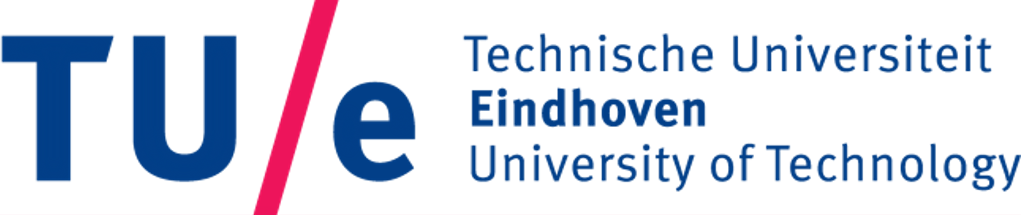 TU/e
Technische Universiteit
Eindhoven
University of Technology